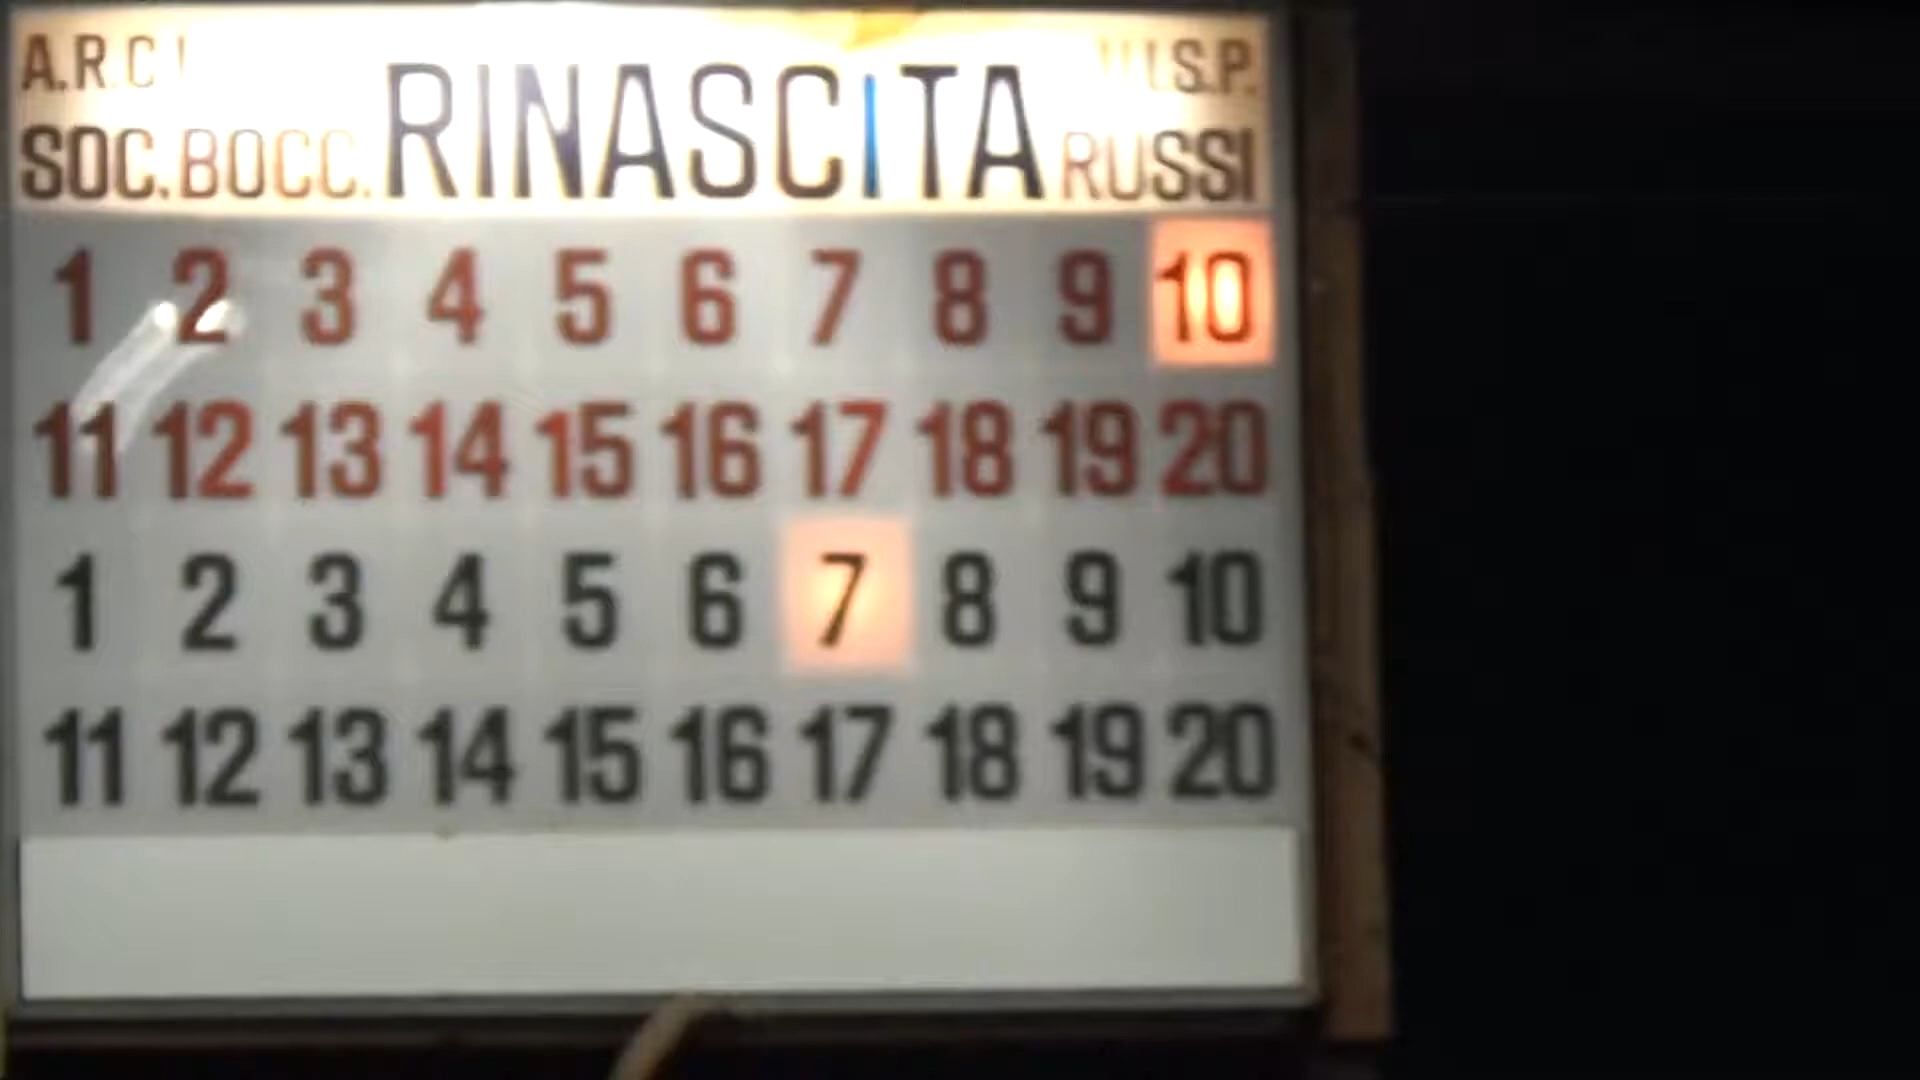 A.R.C I U.I.S.P.
SOC. BOCC. RINASCITA RUSSI
1 2 3 4 5 6 7 8 9 10
11 12 13 14 15 16 17 18 19 20
1 2 3 4 5 6 7 8 9 10
11 12 13 14 15 16 17 18 19 20